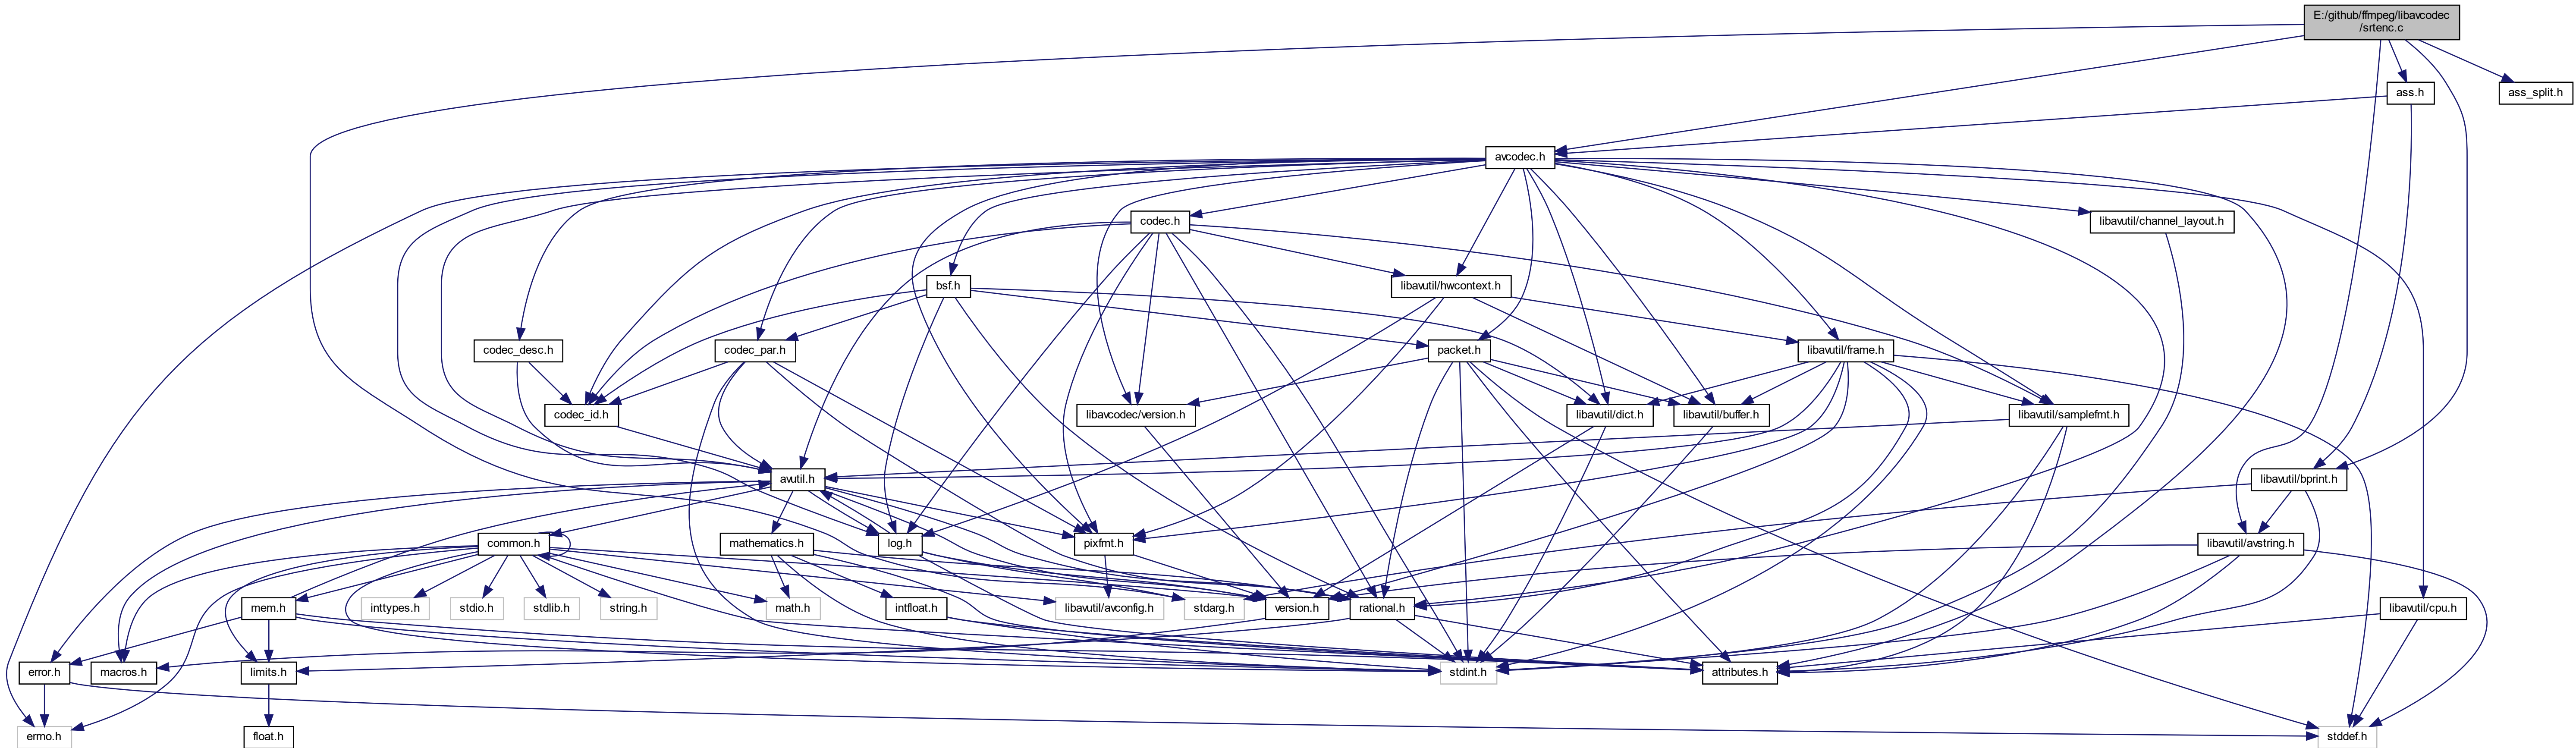 E:/github/ffmpeg/libavcodec
/srtenc.c
ass.h
ass_split.h
avcodec.h
codec.h
libavutil/channel_layout.h
bsf.h
libavutil/hwcontext.h
codec_desc.h
codec_par.h
packet.h
libavutil/frame.h
codec_id.h
libavcodec/version.h
libavutil/dict.h
libavutil/buffer.h
libavutil/samplefmt.h
avutil.h
libavutil/bprint.h
common.h
mathematics.h
log.h
pixfmt.h
libavutil/avstring.h
mem.h
inttypes.h
stdio.h
stdlib.h
string.h
math.h
intfloat.h
libavutil/avconfig.h
stdarg.h
version.h
rational.h
libavutil/cpu.h
error.h
macros.h
limits.h
stdint.h
attributes.h
errno.h
float.h
stddef.h